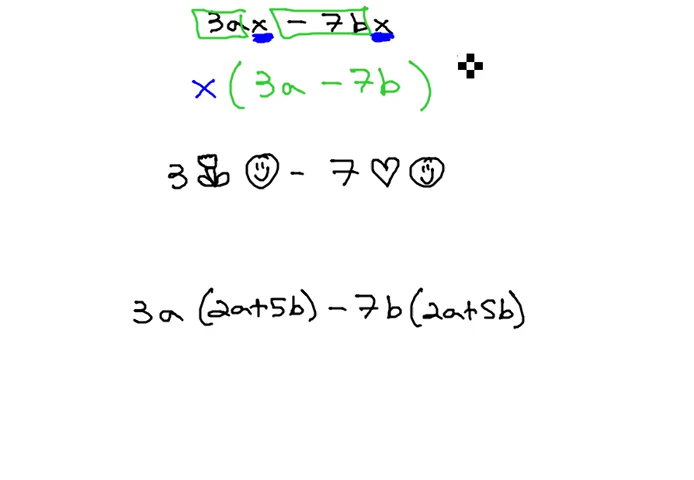 3ax - 7bx
x(3a - 7b)
3 - 7
3a(2a+5b) - 7b(2a+5b)